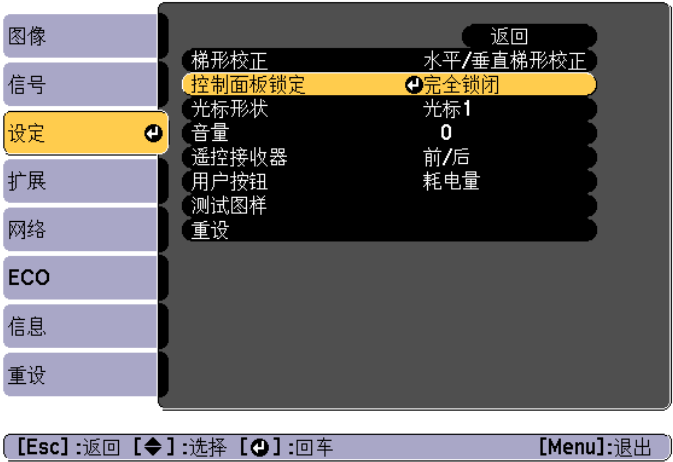 图像
信号
设定
扩展
网络
ECO
信息
重设
返回
梯形校正 水平/垂直梯形校正
控制面板锁定 完全锁闭
光标形状 光标1
音量 0
遥控接收器 前/后
用户按钮 耗电量
测试图样
重设
[Esc]:返回 [◆]:选择 [⏎]:回车 [Menu]:退出